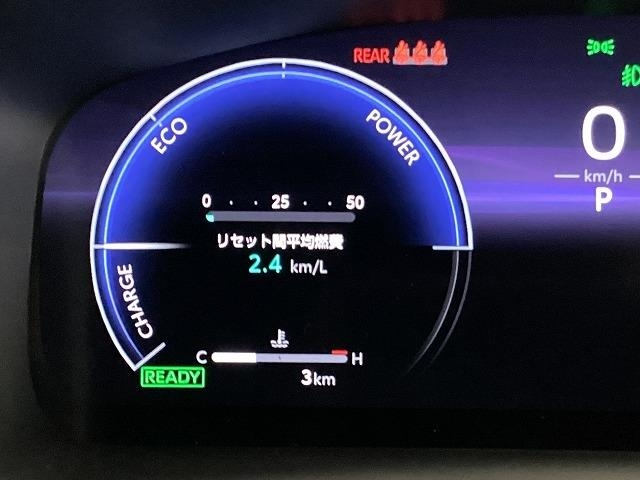 REAR
ECO
POWER
0
km/h
P
0 · · 25 · · 50
リセット間平均燃費
2.4 km/L
CHARGE
C H
READY
3km